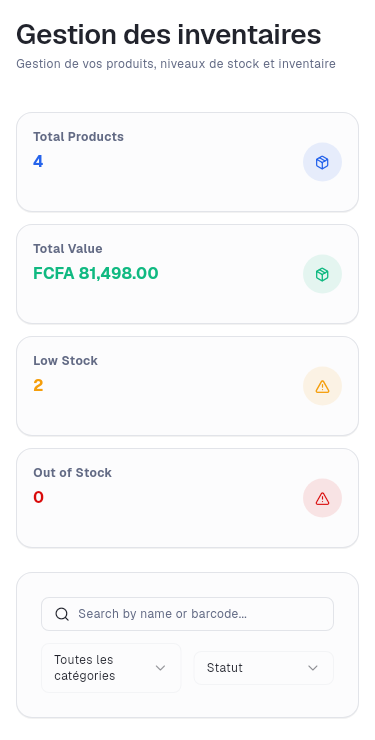 Gestion des inventaires
Gestion de vos produits, niveaux de stock et inventaire
Total Products
4
Total Value
FCFA 81,498.00
Low Stock
2
Out of Stock
0
Search by name or barcode...
Toutes les
catégories
Statut